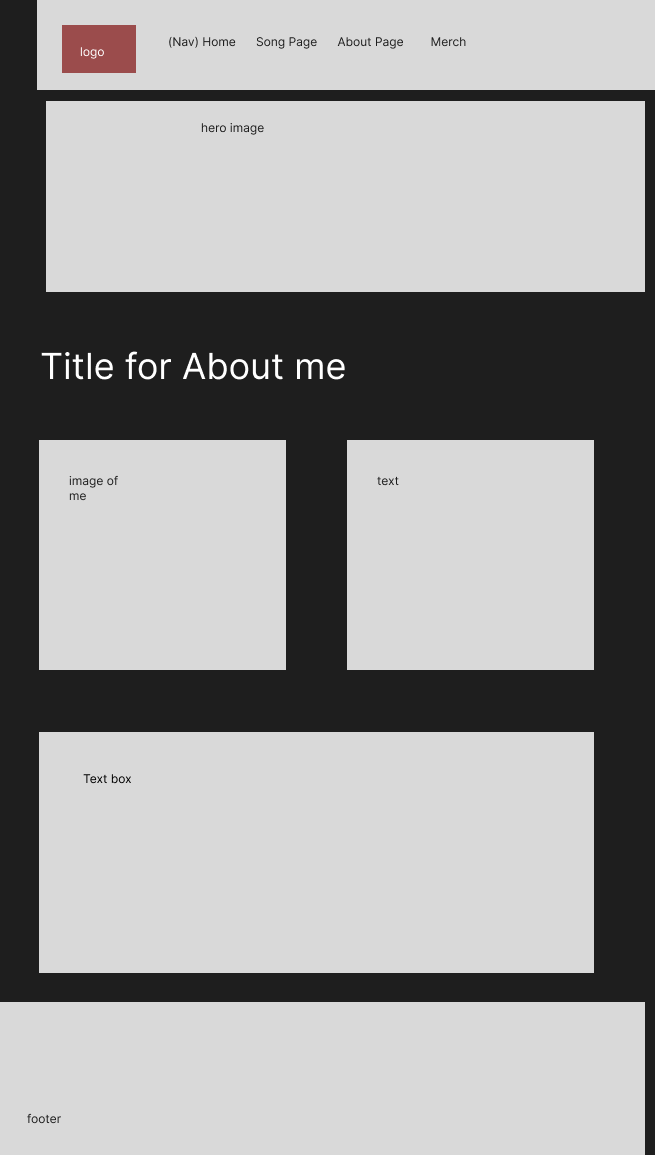 logo
(Nav) Home Song Page About Page Merch
hero image
Title for About me
image of
me
text
Text box
footer